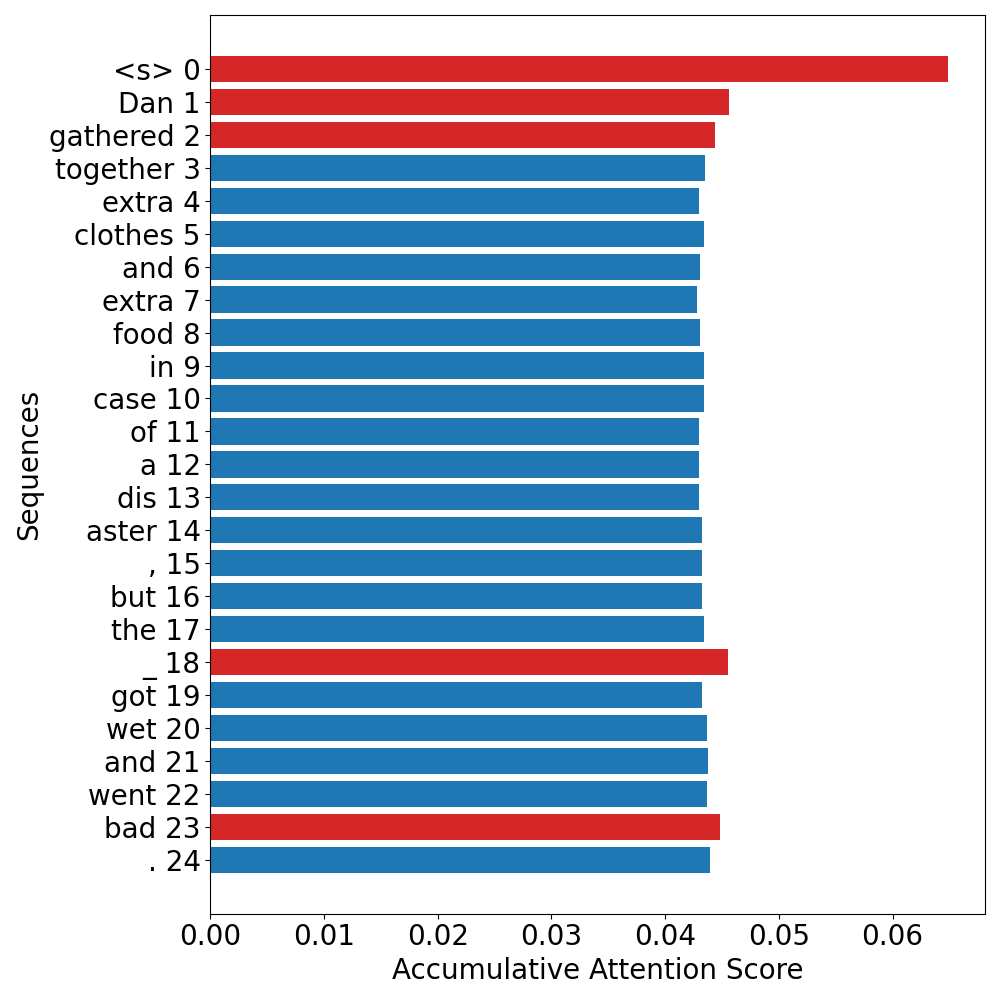 <s> 0
Dan 1
gathered 2
together 3
extra 4
clothes 5
and 6
extra 7
food 8
in 9
case 10
of 11
a 12
dis 13
aster 14
, 15
but 16
the 17
_ 18
got 19
wet 20
and 21
went 22
bad 23
. 24
Sequences
0.00 0.01 0.02 0.03 0.04 0.05 0.06
Accumulative Attention Score